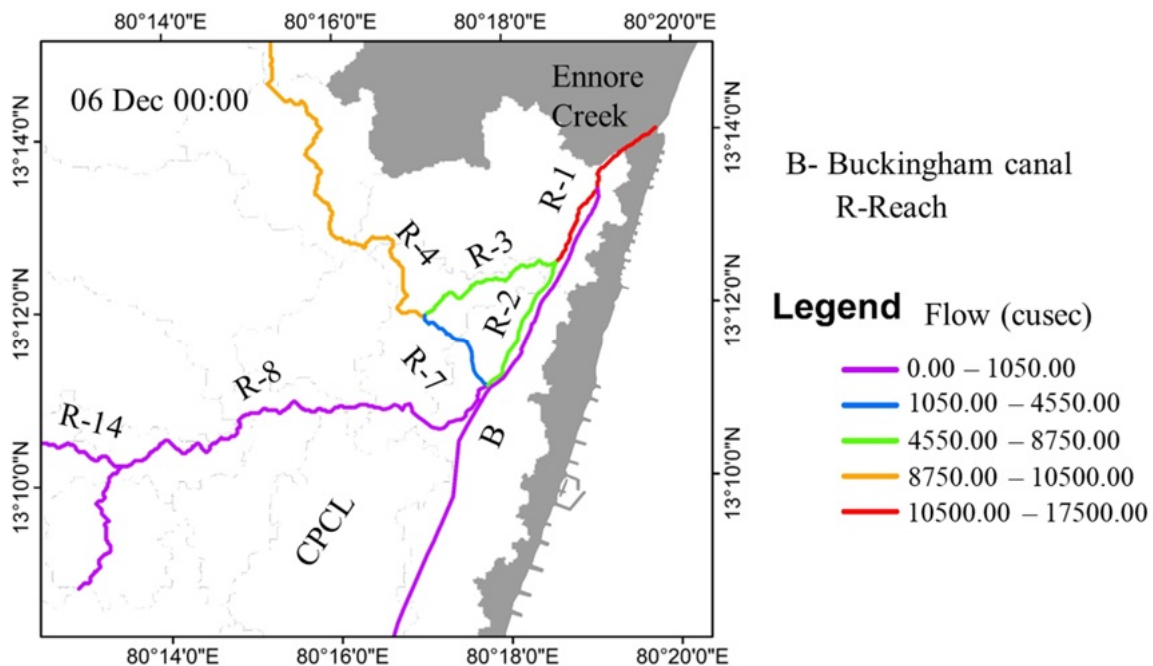 80°14'0"E 80°16'0"E 80°18'0"E 80°20'0"E
06 Dec 00:00
Ennore
Creek
13°14'0"N
13°14'0"N
R-1
R-3
R-4
R-2
13°12'0"N
13°12'0"N
R-7
R-8
R-14
B
13°10'0"N
13°10'0"N
CPCL
80°14'0"E 80°16'0"E 80°18'0"E 80°20'0"E
B- Buckingham canal
R-Reach
Legend Flow (cusec)
0.00 – 1050.00
1050.00 – 4550.00
4550.00 – 8750.00
8750.00 – 10500.00
10500.00 – 17500.00